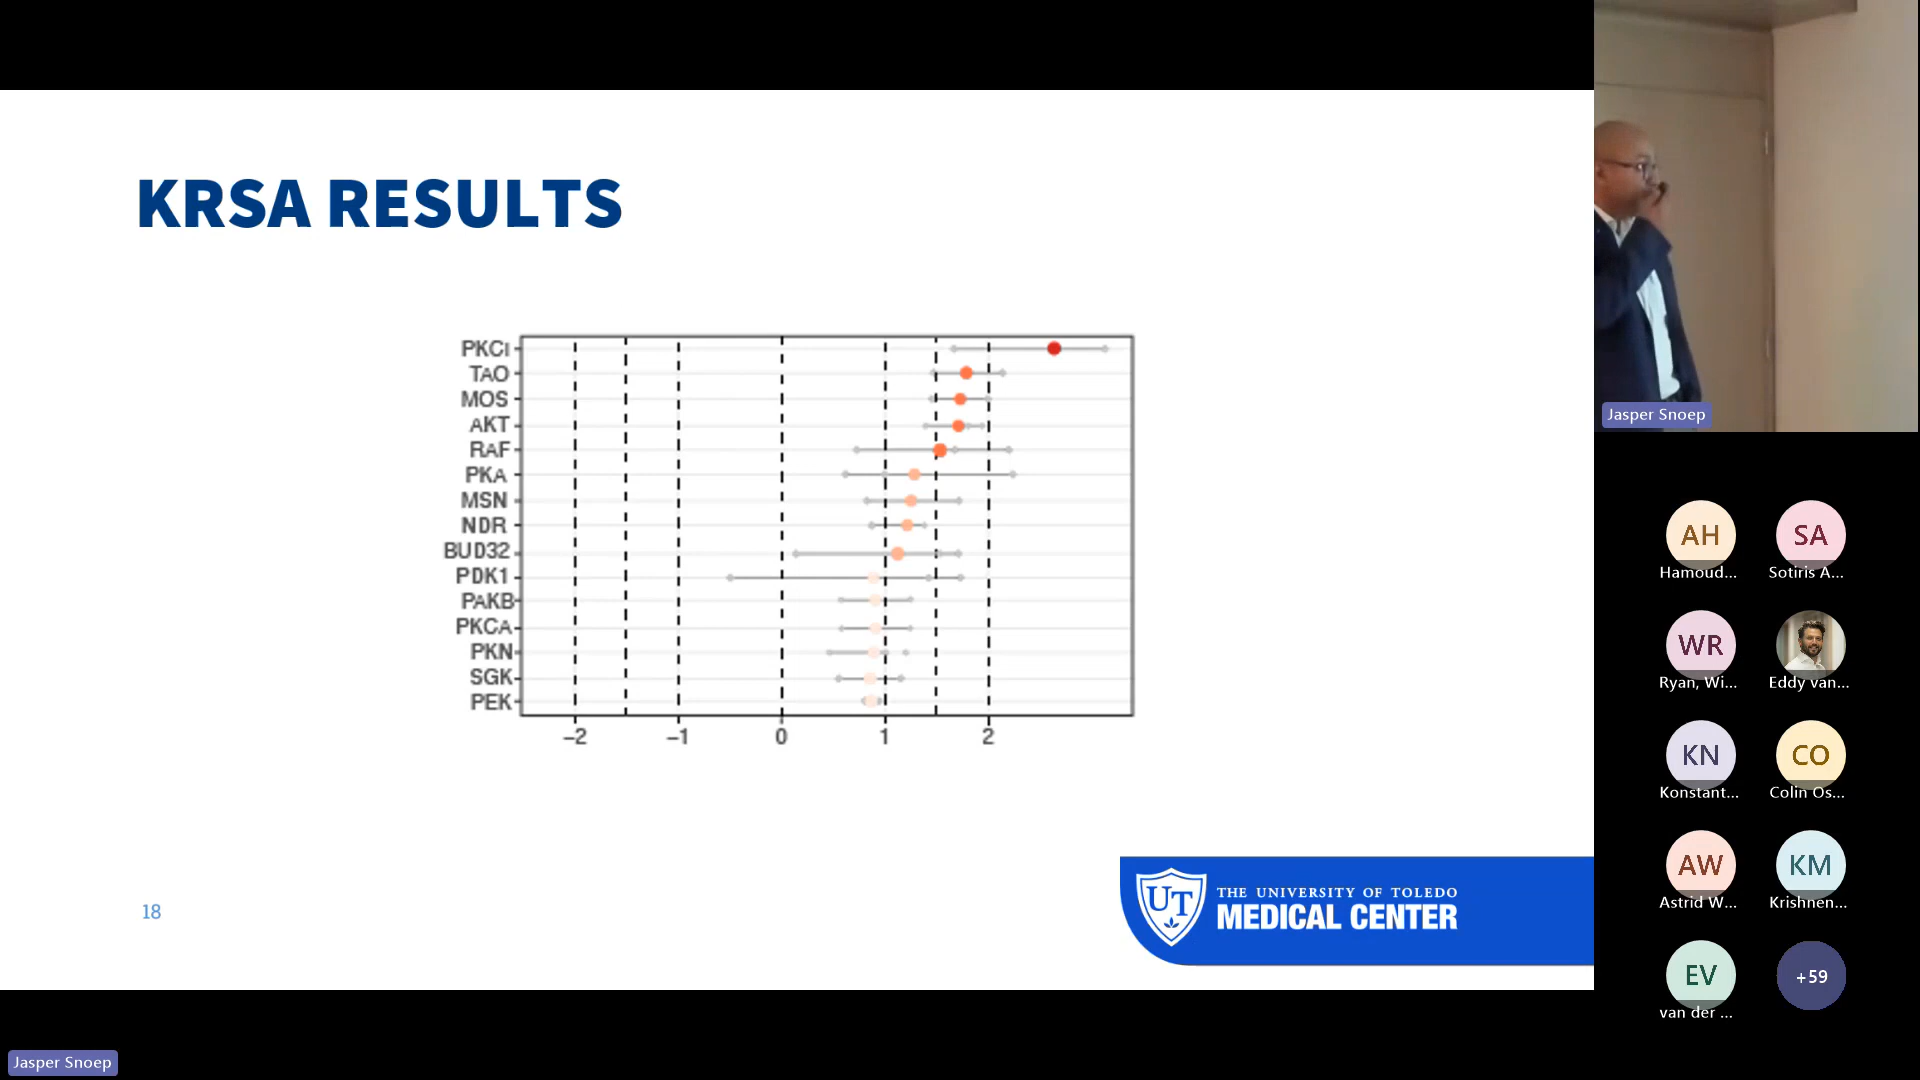 KRSA RESULTS
PKCI
TAO
MOS
AKT
RAF
PKA
MSN
NDR
BUD32
PDK1
PAKB
PKCA
PKN
SGK
PEK
−2 −1 0 1 2
18
UT
THE UNIVERSITY OF TOLEDO
MEDICAL CENTER
Jasper Snoep
AH SA
Hamoud... Sotiris A...
WR
Ryan, Wi... Eddy van...
KN CO
Konstant... Colin Os...
AW KM
Astrid W... Krishnen...
EV +59
van der ...
Jasper Snoep